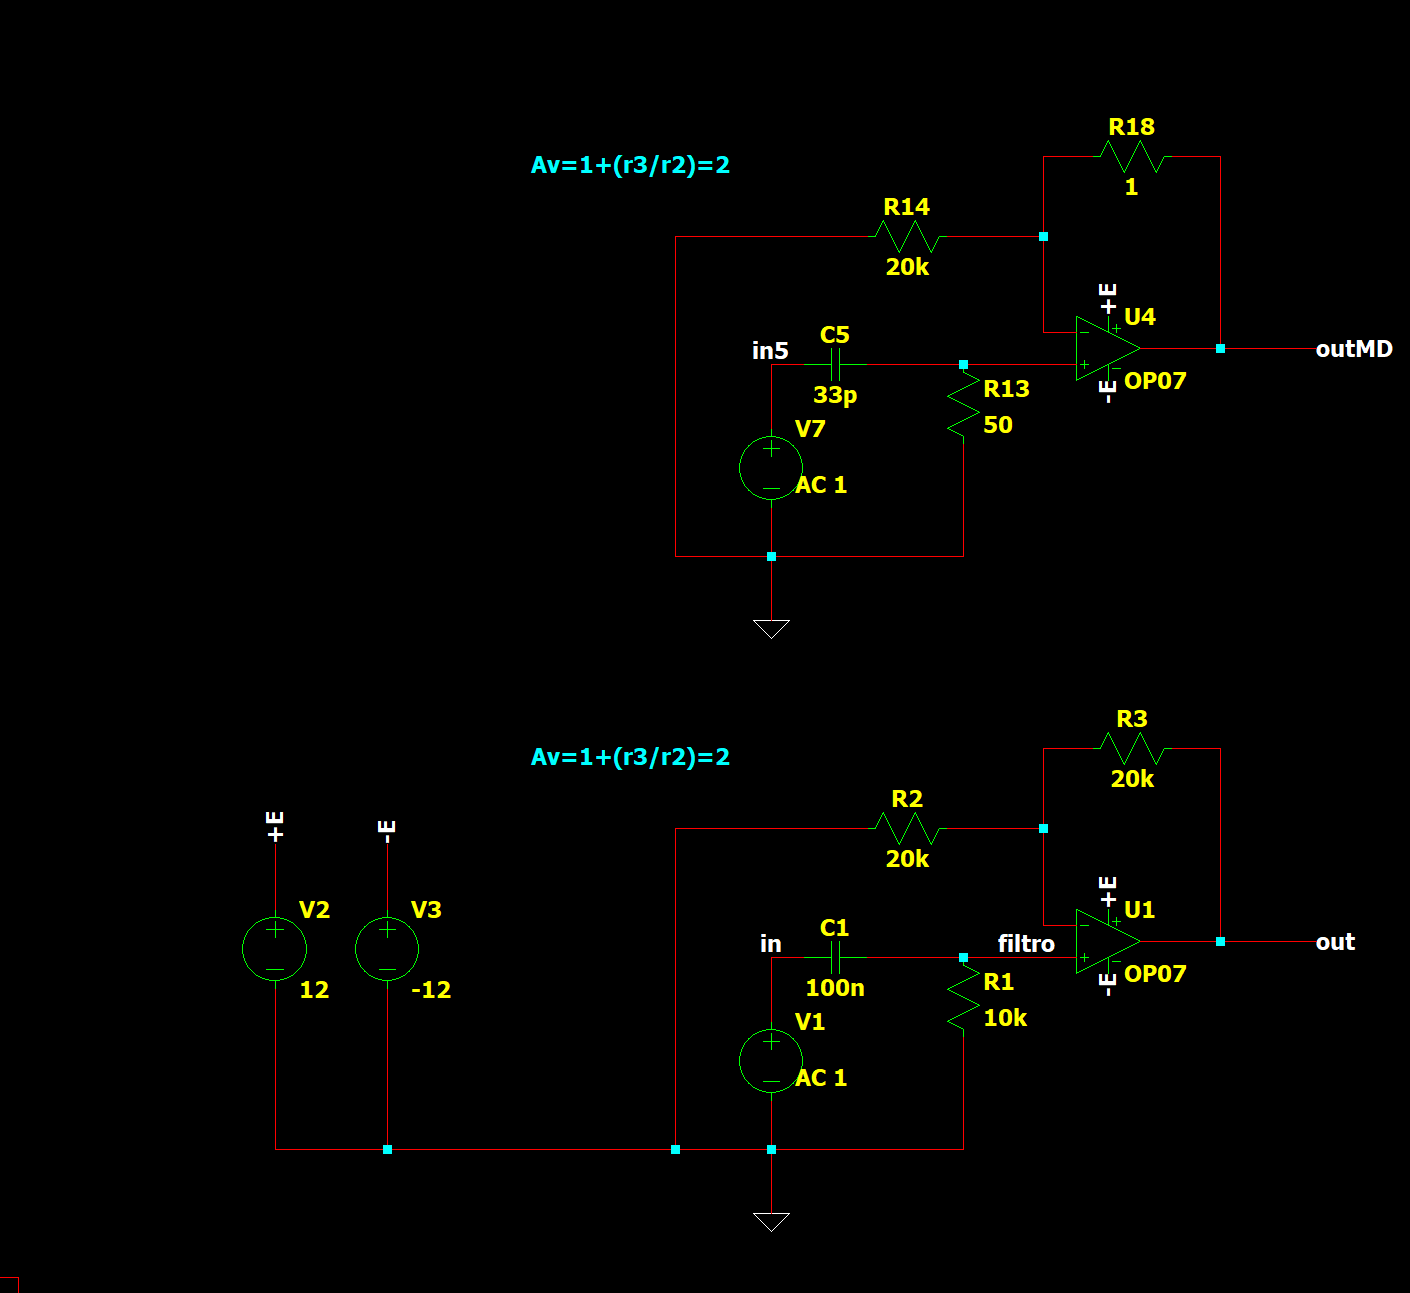 R18
Av=1+(r3/r2)=2
1
R14
20k
+E
U4
in5
C5
outMD
-E
OP07
33p
R13
50
V7
AC 1
R3
Av=1+(r3/r2)=2
20k
R2
20k
+E
-E
+E
U1
V2
V3
in
C1
filtro
out
-E
OP07
12
-12
100n
R1
10k
V1
AC 1